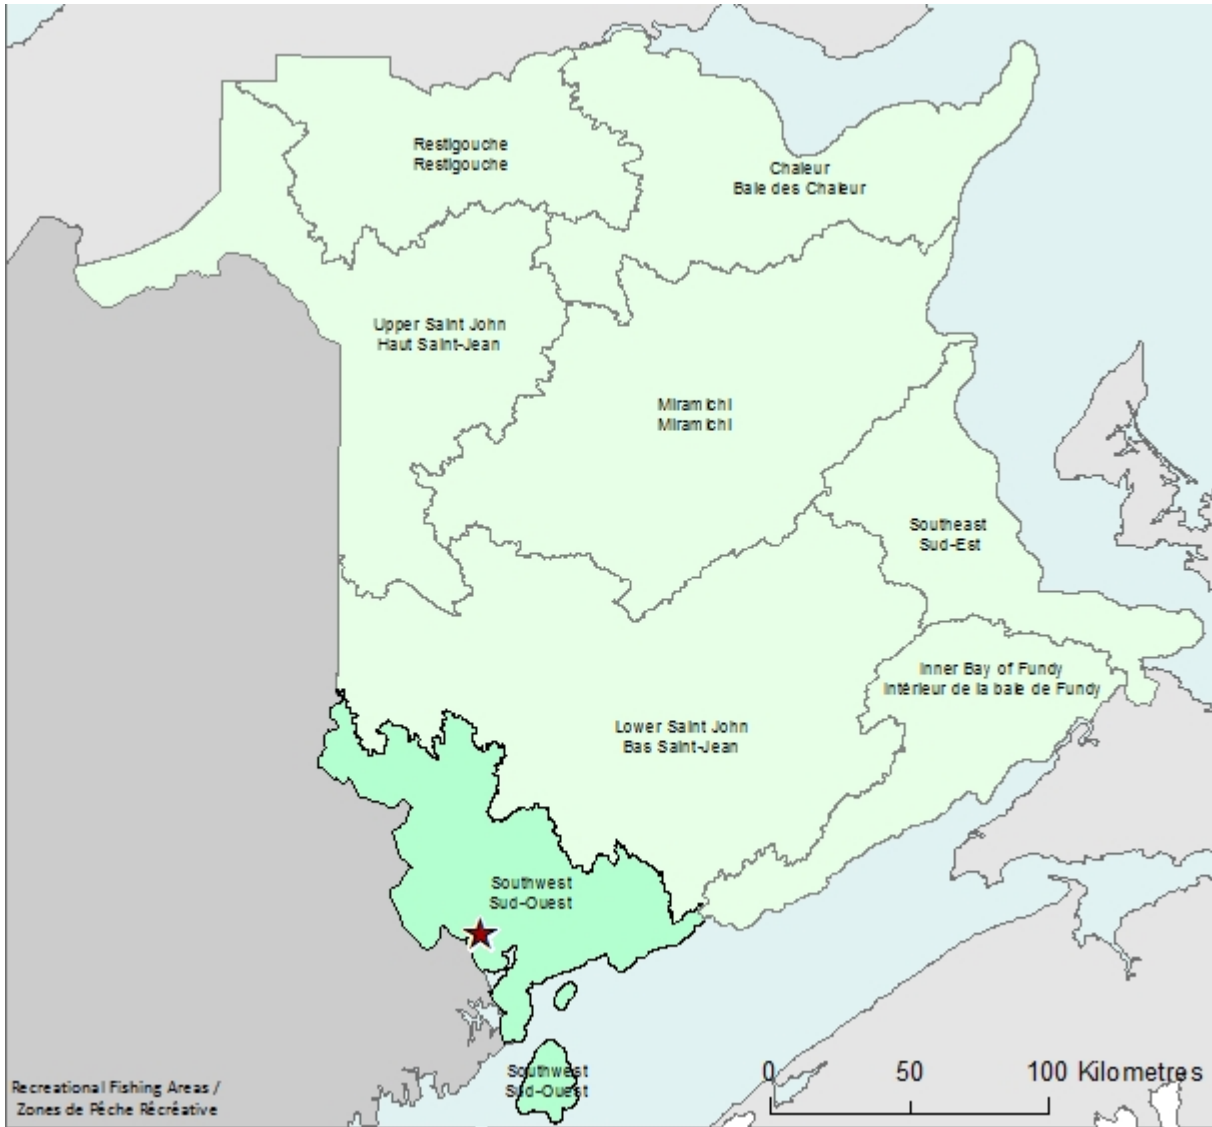 Restigouche
Restigouche
Chaleur
Baie des Chaleur
Upper Saint John
Haut Saint-Jean
Miramichi
Miramichi
Southeast
Sud-Est
Inner Bay of Fundy
Intérieur de la baie de Fundy
Lower Saint John
Bas Saint-Jean
Southwest
Sud-Ouest
Southwest
Sud-Ouest
0 50 100 Kilometres
Recreational Fishing Areas /
Zones de Pêche Récréative